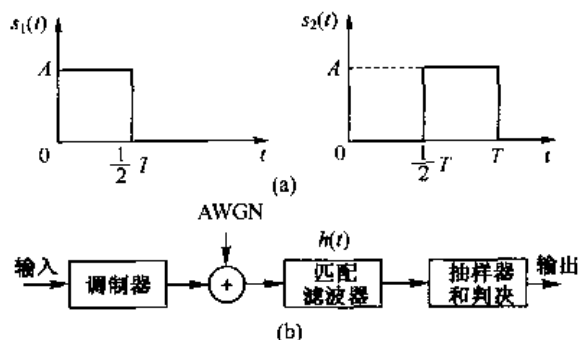 s₁(t)
s₂(t)
A
A
0
1/2 T
t
0
1/2 T
T
t
(a)
AWGN
h(t)
输入
调制器
+
匹配
滤波器
抽样器
和判决
输出
(b)